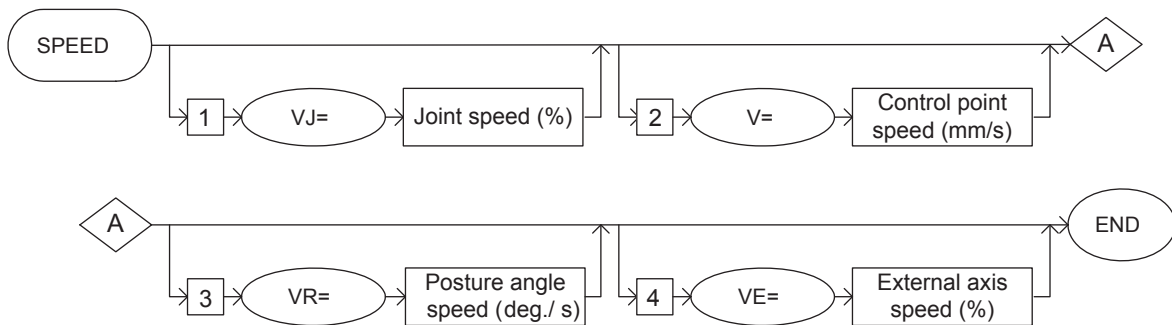 SPEED
A
1
VJ=
Joint speed (%)
2
V=
Control point
speed (mm/s)
A
END
3
VR=
Posture angle
speed (deg./ s)
4
VE=
External axis
speed (%)